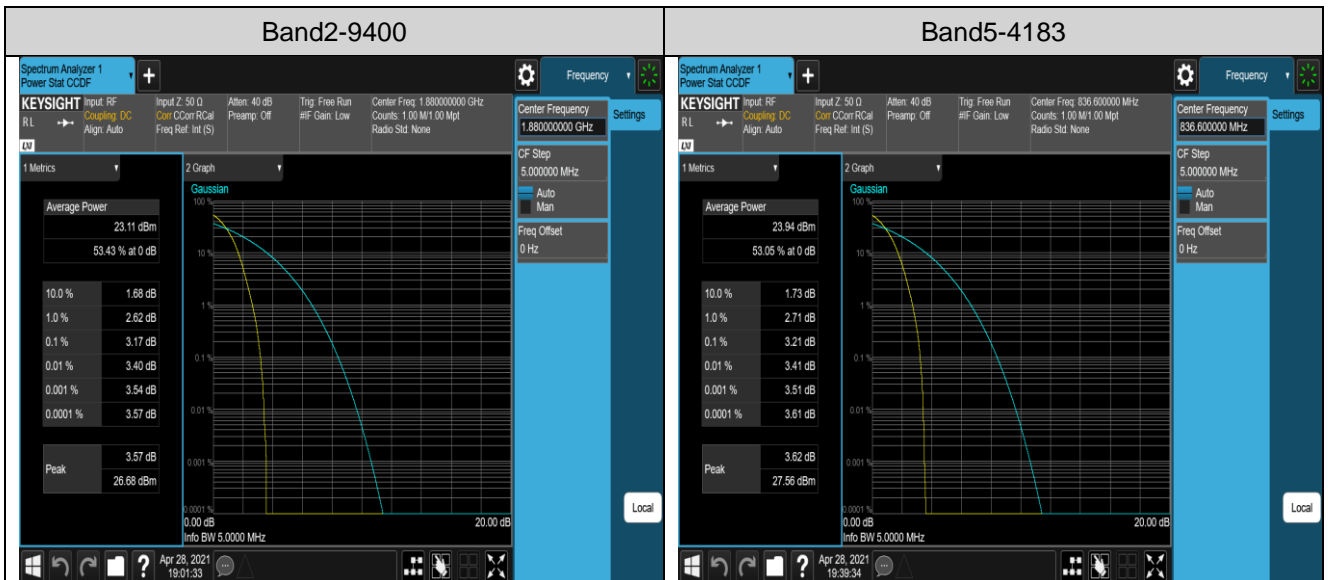 Band2-9400
Band5-4183
Spectrum Analyzer 1
Power Stat CCDF
+
Frequency
KEYSIGHT
RL
LXI
Input: RF
Coupling: DC
Align: Auto
Input Z: 50 Ω
Corr CCorr RCal
Freq Ref: Int (S)
Atten: 40 dB
Preamp: Off
Trig: Free Run
#IF Gain: Low
Center Freq: 1.880000000 GHz
Counts: 1.00 M/1.00 Mpt
Radio Std: None
Center Frequency
1.880000000 GHz
Settings
CF Step
5.000000 MHz
Auto
Man
Freq Offset
0 Hz
1 Metrics
Average Power
23.11 dBm
53.43 % at 0 dB
10.0 % 1.68 dB
1.0 % 2.62 dB
0.1 % 3.17 dB
0.01 % 3.40 dB
0.001 % 3.54 dB
0.0001 % 3.57 dB
Peak
3.57 dB
26.68 dBm
2 Graph
Gaussian
100 %
10 %
1 %
0.1 %
0.01 %
0.001 %
0.0001 %
0.00 dB 20.00 dB
Info BW 5.0000 MHz
Local
?
Apr 28, 2021
19:01:33
Spectrum Analyzer 1
Power Stat CCDF
+
Frequency
KEYSIGHT
RL
LXI
Input: RF
Coupling: DC
Align: Auto
Input Z: 50 Ω
Corr CCorr RCal
Freq Ref: Int (S)
Atten: 40 dB
Preamp: Off
Trig: Free Run
#IF Gain: Low
Center Freq: 836.600000 MHz
Counts: 1.00 M/1.00 Mpt
Radio Std: None
Center Frequency
836.600000 MHz
Settings
CF Step
5.000000 MHz
Auto
Man
Freq Offset
0 Hz
1 Metrics
Average Power
23.94 dBm
53.05 % at 0 dB
10.0 % 1.73 dB
1.0 % 2.71 dB
0.1 % 3.21 dB
0.01 % 3.41 dB
0.001 % 3.51 dB
0.0001 % 3.61 dB
Peak
3.62 dB
27.56 dBm
2 Graph
Gaussian
100 %
10 %
1 %
0.1 %
0.01 %
0.001 %
0.0001 %
0.00 dB 20.00 dB
Info BW 5.0000 MHz
Local
?
Apr 28, 2021
19:39:34